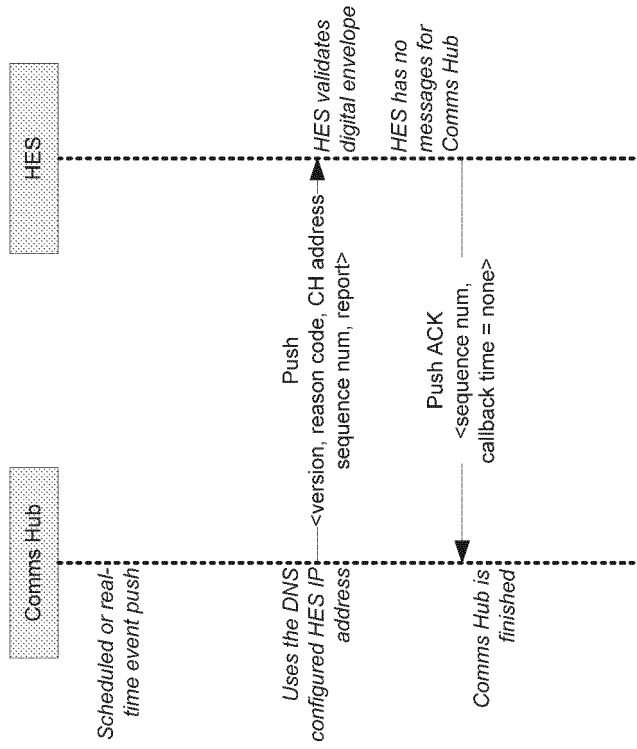 Comms Hub
HES
Scheduled or real-
time event push
Uses the DNS
configured HES IP
address
Push
<version, reason code, CH address
sequence num, report>
HES validates
digital envelope
HES has no
messages for
Comms Hub
Push ACK
<sequence num,
callback time = none>
Comms Hub is
finished